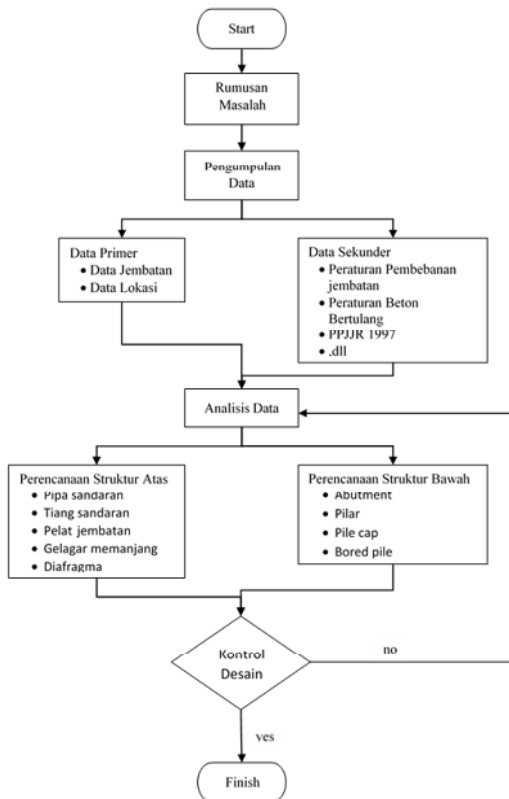 Start
Rumusan
Masalah
Pengumpulan
Data
Data Primer
• Data Jembatan
• Data Lokasi
Data Sekunder
• Peraturan Pembebanan
jembatan
• Peraturan Beton
Bertulang
• PPJJR 1997
• .dll
Analisis Data
Perencanaan Struktur Atas
• Pipa sandaran
• Tiang sandaran
• Pelat jembatan
• Gelagar memanjang
• Diafragma
Perencanaan Struktur Bawah
• Abutment
• Pilar
• Pile cap
• Bored pile
Kontrol
Desain
no
yes
Finish